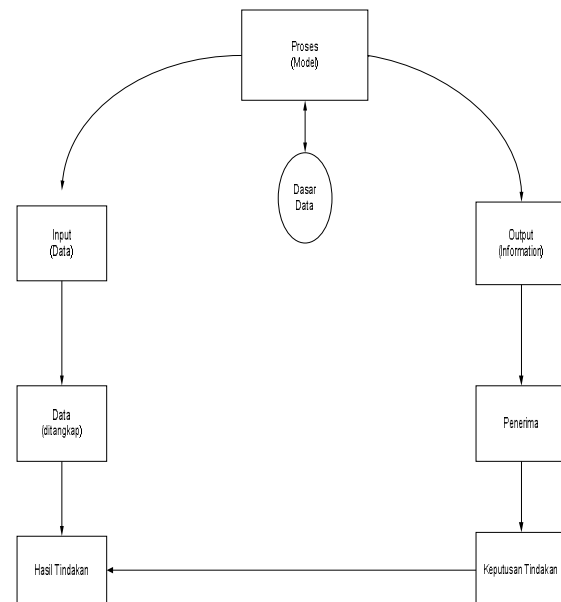 Proses
(Model)
Dasar
Data
Input
(Data)
Output
(Information)
Data
(ditangkap)
Penerima
Hasil Tindakan
Keputusan Tindakan